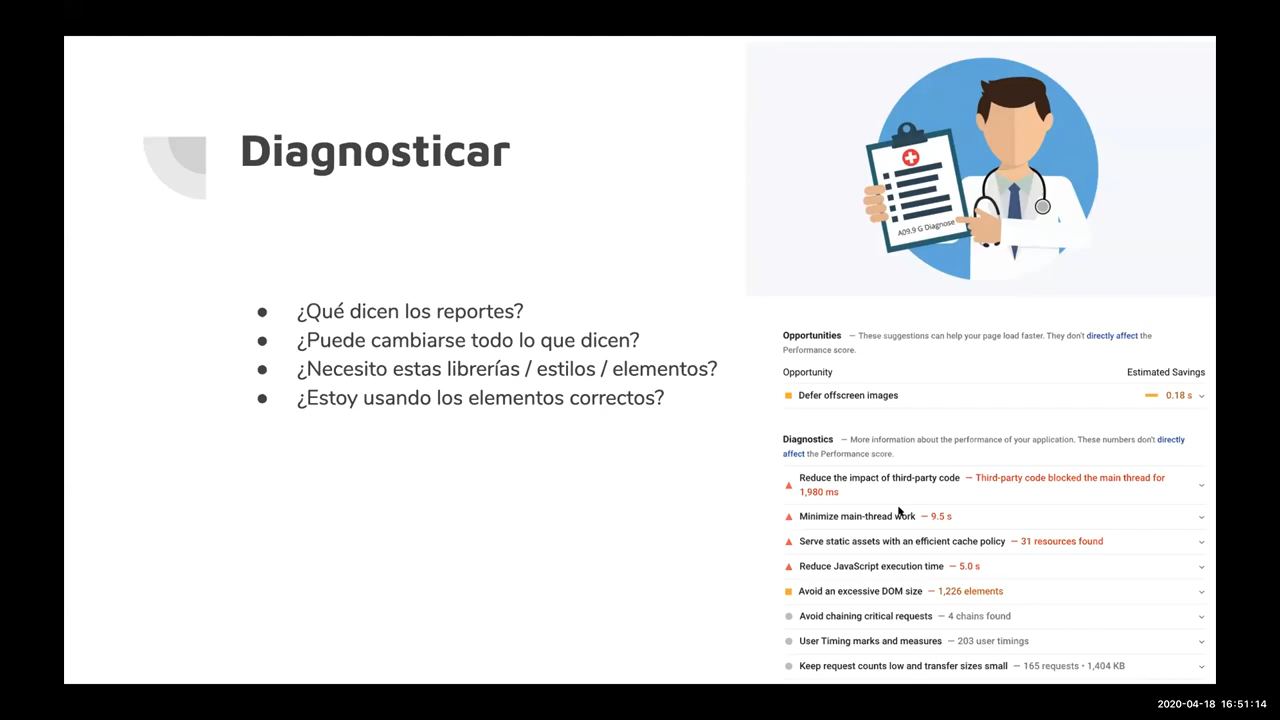 Diagnosticar
● ¿Qué dicen los reportes?
● ¿Puede cambiarse todo lo que dicen?
● ¿Necesito estas librerías / estilos / elementos?
● ¿Estoy usando los elementos correctos?
A09.9 G Diagnose
Opportunities — These suggestions can help your page load faster. They don't directly affect the
Performance score.
Opportunity Estimated Savings
Defer offscreen images 0.18 s
Diagnostics — More information about the performance of your application. These numbers don't directly
affect the Performance score.
Reduce the impact of third-party code — Third-party code blocked the main thread for
1,980 ms
Minimize main-thread work — 9.5 s
Serve static assets with an efficient cache policy — 31 resources found
Reduce JavaScript execution time — 5.0 s
Avoid an excessive DOM size — 1,226 elements
Avoid chaining critical requests — 4 chains found
User Timing marks and measures — 203 user timings
Keep request counts low and transfer sizes small — 165 requests • 1,404 KB
2020-04-18 16:51:14